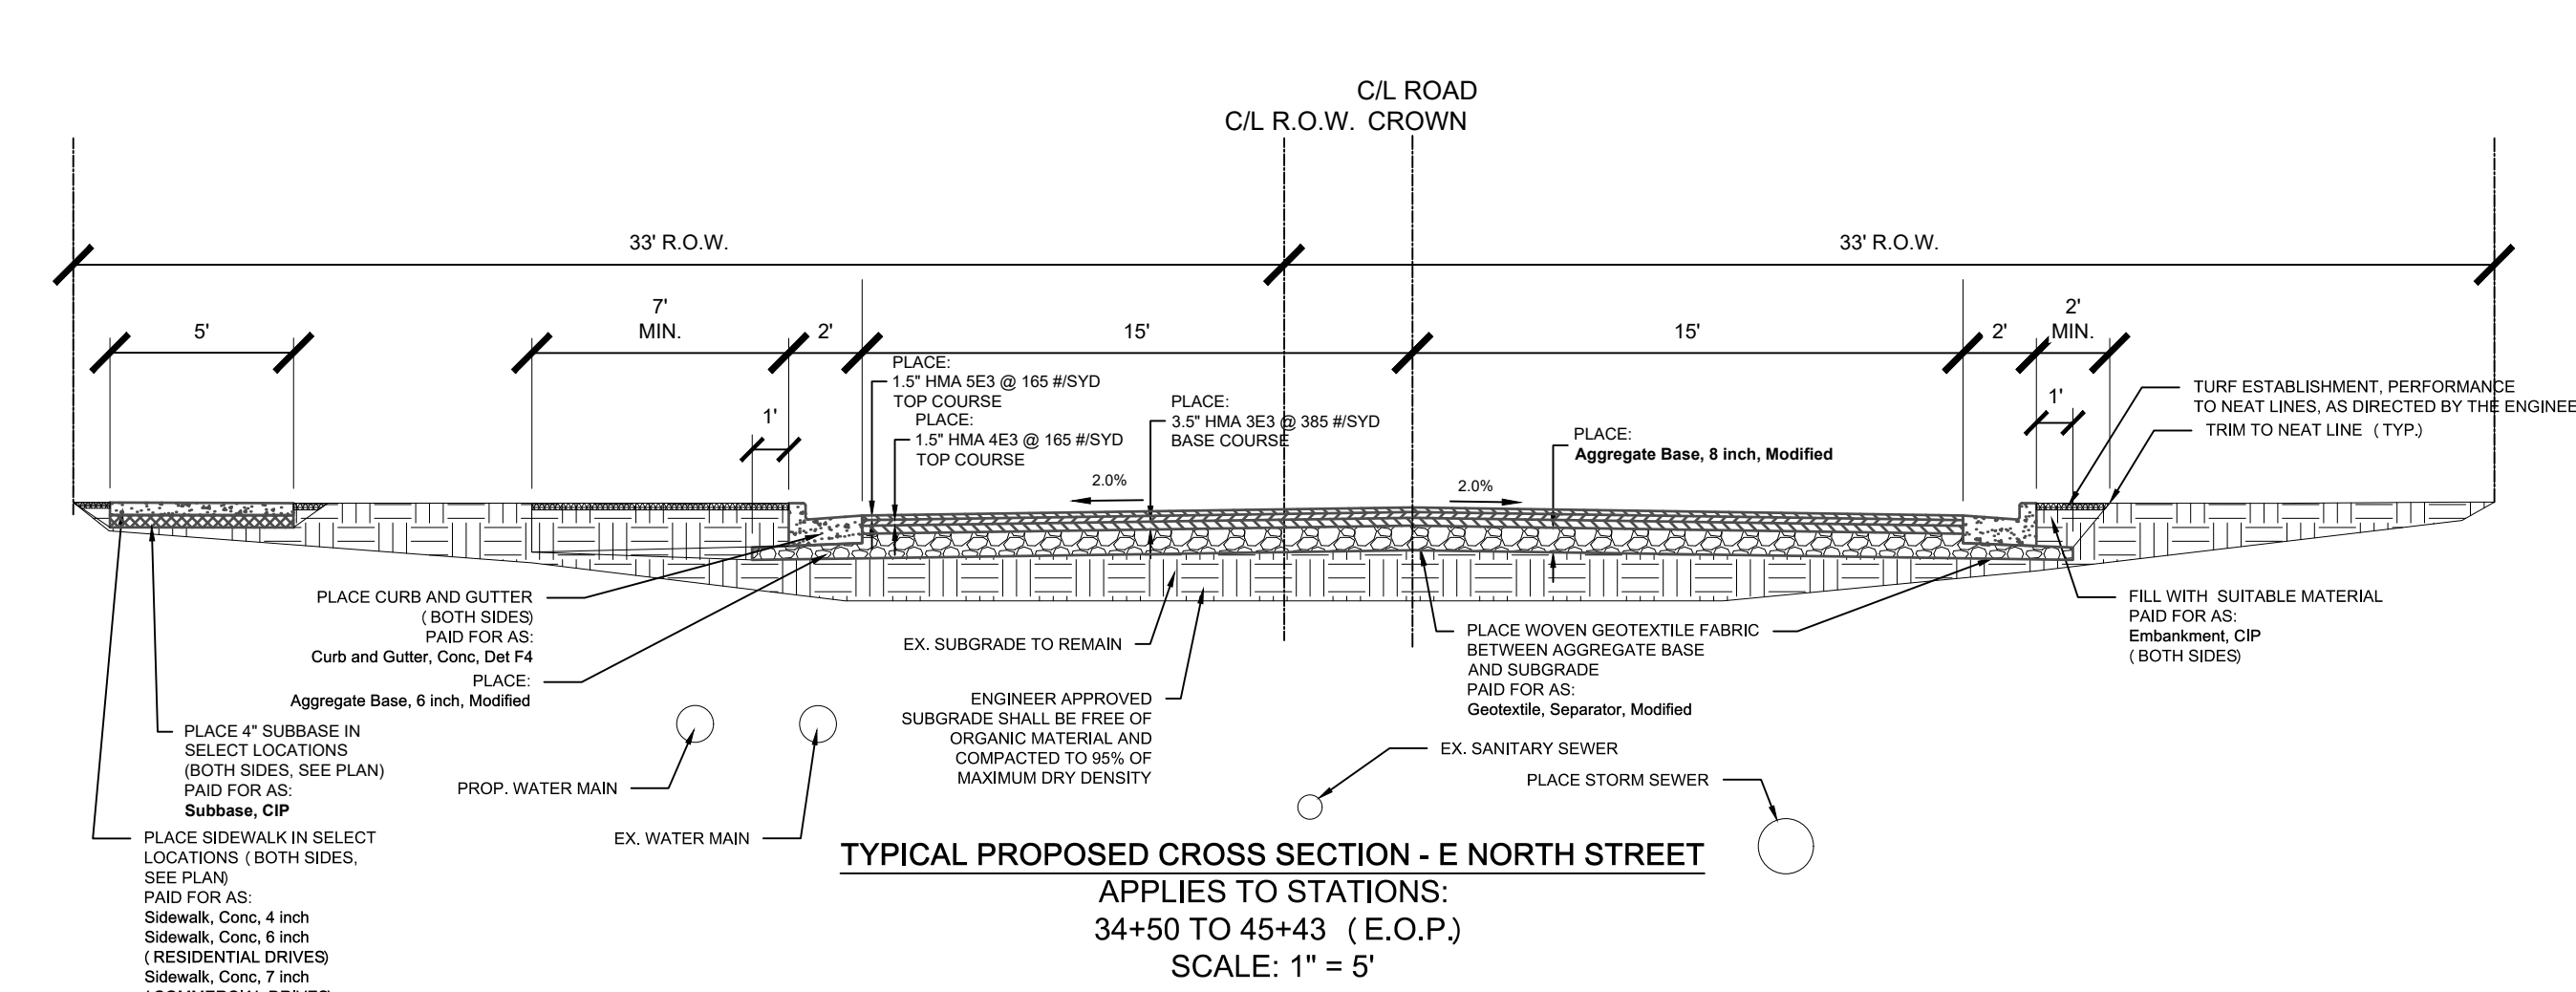 C/L ROAD
C/L R.O.W. CROWN
33' R.O.W.
33' R.O.W.
5'
7'
MIN.
2'
15'
15'
2'
2'
MIN.
1'
1'
PLACE:
1.5" HMA 5E3 @ 165 #/SYD
TOP COURSE
PLACE:
1.5" HMA 4E3 @ 165 #/SYD
TOP COURSE
PLACE:
3.5" HMA 3E3 @ 385 #/SYD
BASE COURSE
PLACE:
Aggregate Base, 8 inch, Modified
TURF ESTABLISHMENT, PERFORMANCE
TO NEAT LINES, AS DIRECTED BY THE ENGINEE
TRIM TO NEAT LINE (TYP.)
2.0%
2.0%
PLACE CURB AND GUTTER
(BOTH SIDES)
PAID FOR AS:
Curb and Gutter, Conc, Det F4
PLACE:
Aggregate Base, 6 inch, Modified
PLACE 4" SUBBASE IN
SELECT LOCATIONS
(BOTH SIDES, SEE PLAN)
PAID FOR AS:
Subbase, CIP
PLACE SIDEWALK IN SELECT
LOCATIONS (BOTH SIDES,
SEE PLAN)
PAID FOR AS:
Sidewalk, Conc, 4 inch
Sidewalk, Conc, 6 inch
(RESIDENTIAL DRIVES)
Sidewalk, Conc, 7 inch
(COMMERCIAL DRIVES)
PROP. WATER MAIN
EX. WATER MAIN
EX. SUBGRADE TO REMAIN
ENGINEER APPROVED
SUBGRADE SHALL BE FREE OF
ORGANIC MATERIAL AND
COMPACTED TO 95% OF
MAXIMUM DRY DENSITY
PLACE WOVEN GEOTEXTILE FABRIC
BETWEEN AGGREGATE BASE
AND SUBGRADE
PAID FOR AS:
Geotextile, Separator, Modified
EX. SANITARY SEWER
PLACE STORM SEWER
FILL WITH SUITABLE MATERIAL
PAID FOR AS:
Embankment, CIP
(BOTH SIDES)
TYPICAL PROPOSED CROSS SECTION - E NORTH STREET
APPLIES TO STATIONS:
34+50 TO 45+43 (E.O.P.)
SCALE: 1" = 5'